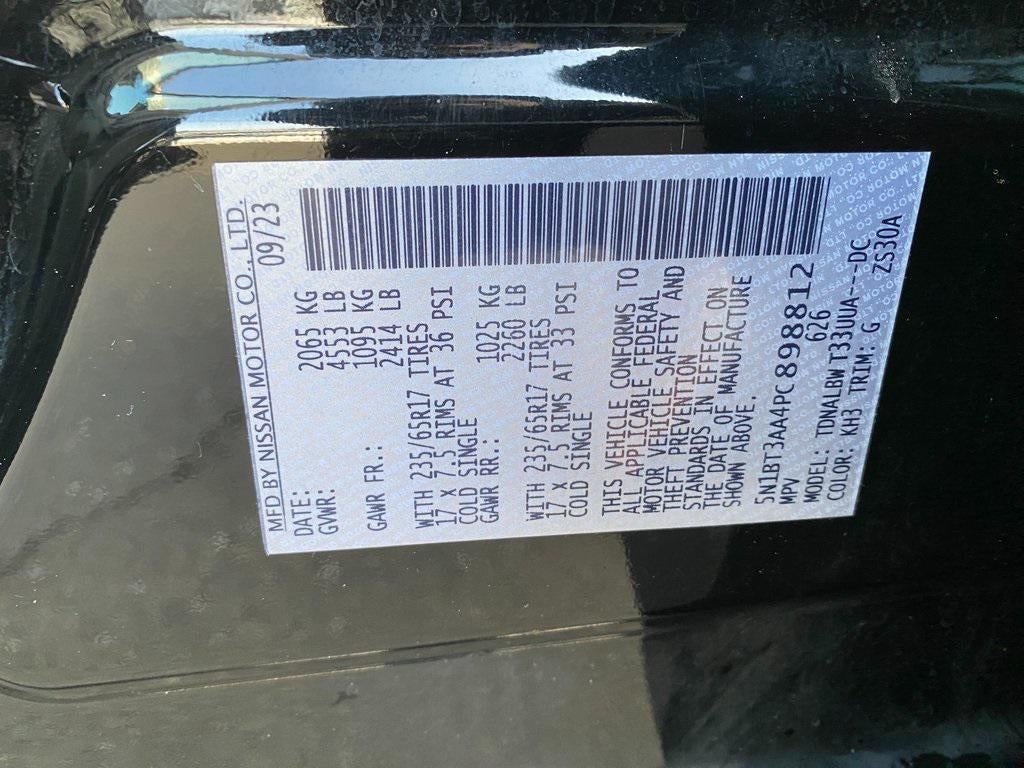 MFD BY NISSAN MOTOR CO., LTD.
DATE: 09/23
GVWR: 2065 KG
4553 LB
GAWR FR.: 1095 KG
2414 LB
WITH 235/65R17 TIRES
17 X 7.5 RIMS AT 36 PSI
COLD SINGLE
GAWR RR.: 1025 KG
2260 LB
WITH 235/65R17 TIRES
17 X 7.5 RIMS AT 33 PSI
COLD SINGLE
THIS VEHICLE CONFORMS TO
ALL APPLICABLE FEDERAL
MOTOR VEHICLE SAFETY AND
THEFT PREVENTION
STANDARDS IN EFFECT ON
THE DATE OF MANUFACTURE
SHOWN ABOVE.
5N1BT3AA4PC898812
MPV 626
MODEL: TDNNALBW T33UUA---DC
COLOR: KH3 TRIM: G ZS30A